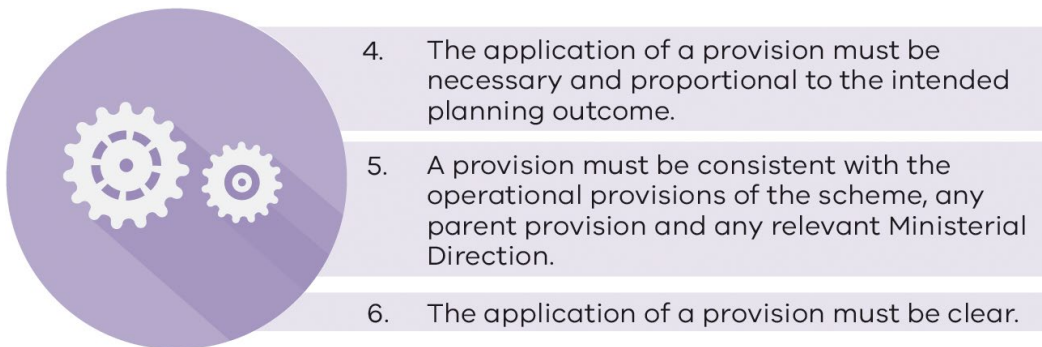 4. The application of a provision must be
necessary and proportional to the intended
planning outcome.
5. A provision must be consistent with the
operational provisions of the scheme, any
parent provision and any relevant Ministerial
Direction.
6. The application of a provision must be clear.